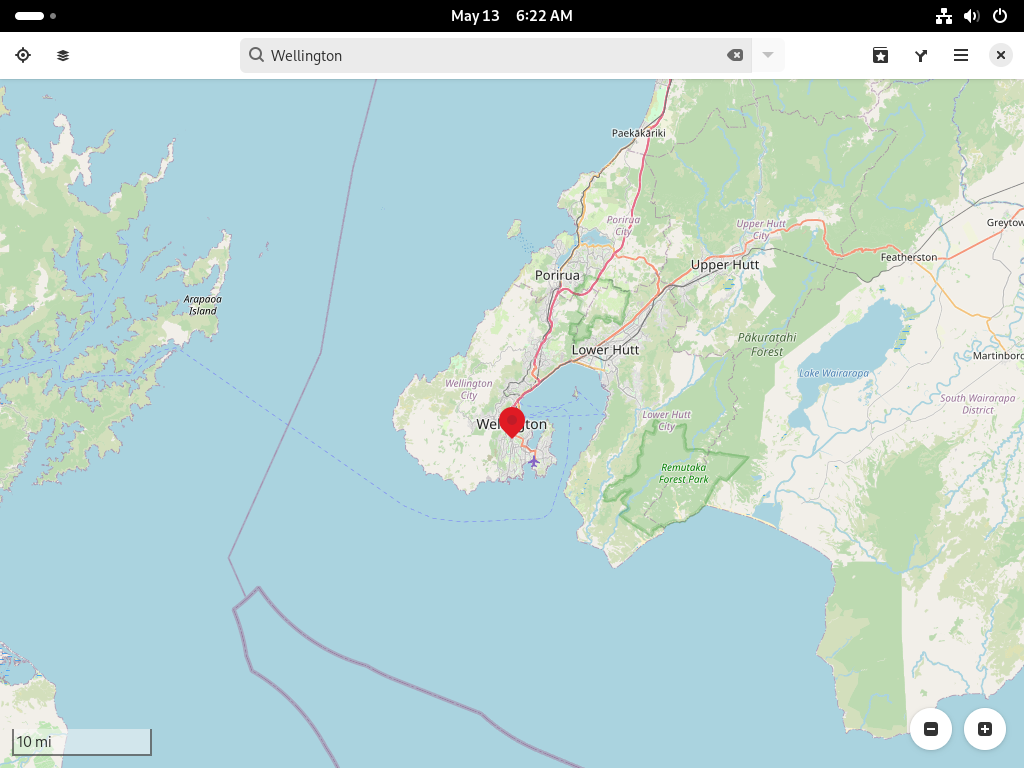 May 13 6:22 AM
Wellington
Paekākāriki
Porirua
City
Upper Hutt
City
Greytow
Featherston
Upper Hutt
Porirua
Arapaoa
Island
Pākuratahi
Forest
Lower Hutt
Martinboro
Lake Wairarapa
Wellington
City
South Wairarapa
District
Lower Hutt
City
Wellington
Remutaka
Forest Park
10 mi